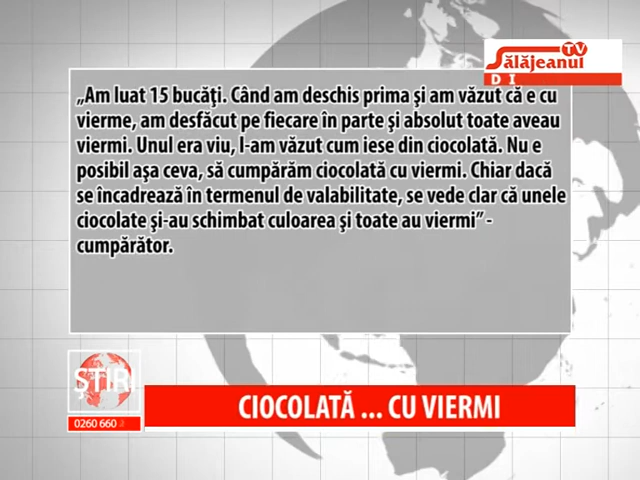 Sălăjeanul TV
D I
„Am luat 15 bucăţi. Când am deschis prima şi am văzut că e cu
vierme, am desfăcut pe fiecare în parte şi absolut toate aveau
viermi. Unul era viu, l-am văzut cum iese din ciocolată. Nu e
posibil aşa ceva, să cumpărăm ciocolată cu viermi. Chiar dacă
se încadrează în termenul de valabilitate, se vede clar că unele
ciocolate şi-au schimbat culoarea şi toate au viermi” -
cumpărător.
ŞTIRI
CIOCOLATĂ ... CU VIERMI
0260 660